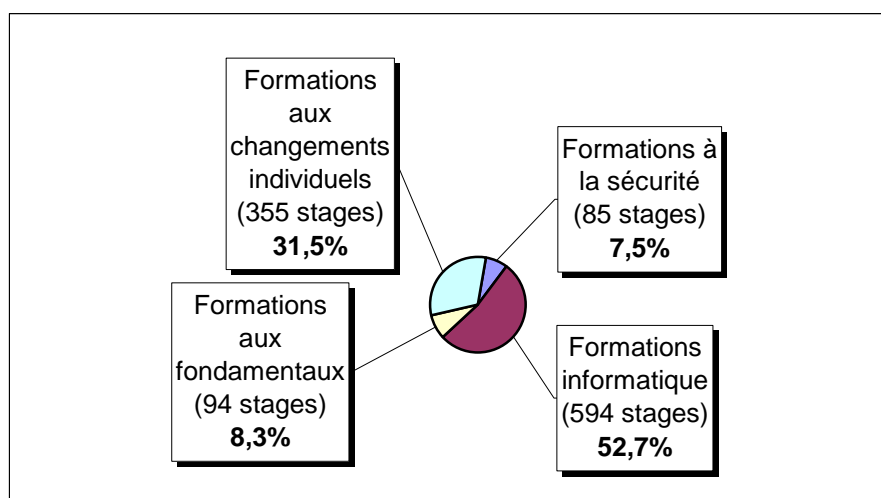 Formations
aux
changements
individuels
(355 stages)
31,5%
Formations à
la sécurité
(85 stages)
7,5%
Formations
aux
fondamentaux
(94 stages)
8,3%
Formations
informatique
(594 stages)
52,7%